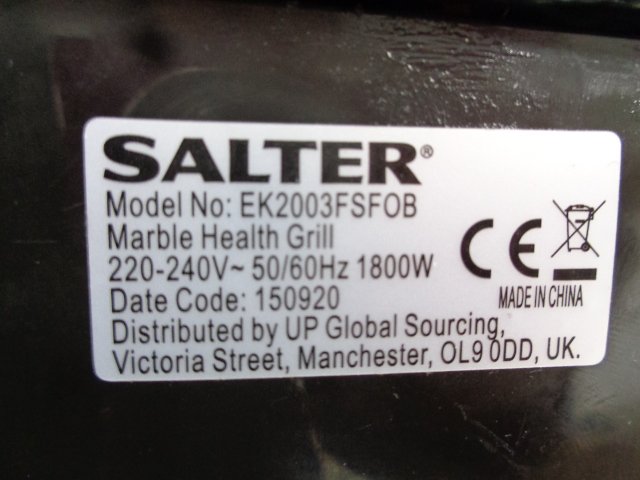 SALTER®
Model No: EK2003FSFOB
Marble Health Grill
220-240V~ 50/60Hz 1800W
Date Code: 150920
Distributed by UP Global Sourcing,
Victoria Street, Manchester, OL9 0DD, UK.
CE
MADE IN CHINA